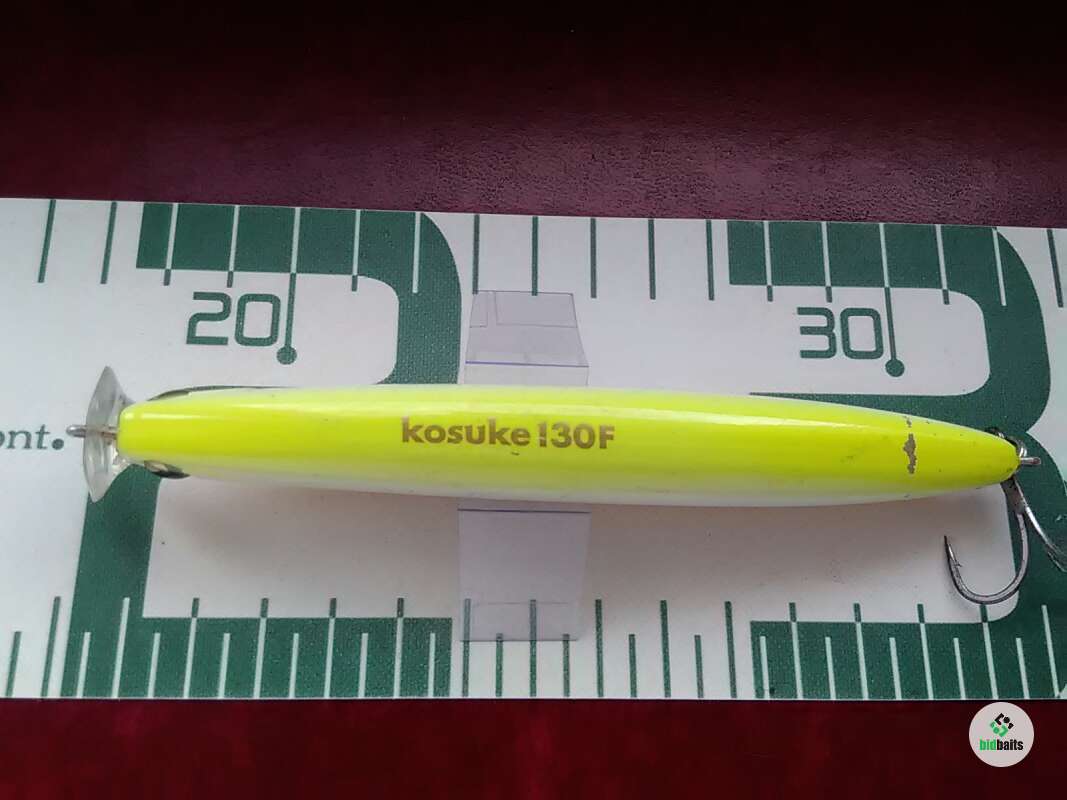 20
30
ont.
kosuke 130F
bidbaits